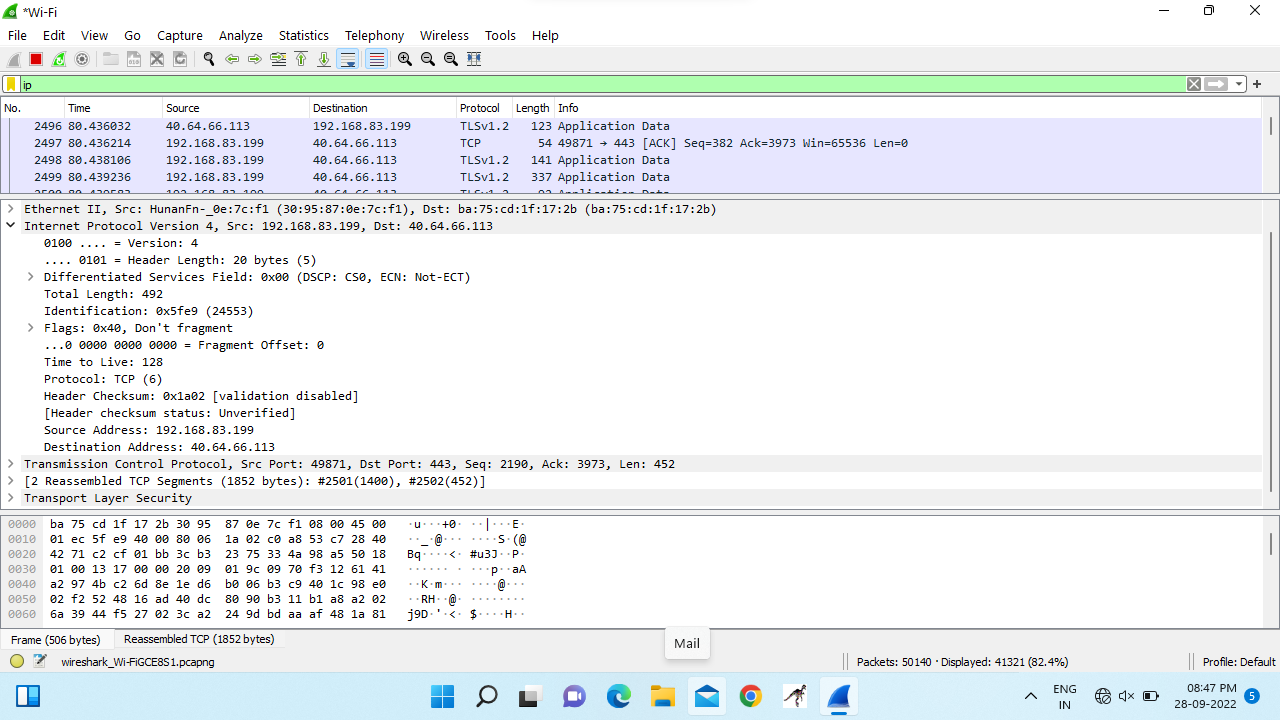 *Wi-Fi
File Edit View Go Capture Analyze Statistics Telephony Wireless Tools Help
ip
No. Time Source Destination Protocol Length Info
2496 80.436032 40.64.66.113 192.168.83.199 TLSv1.2 123 Application Data
2497 80.436214 192.168.83.199 40.64.66.113 TCP 54 49871 → 443 [ACK] Seq=382 Ack=3973 Win=65536 Len=0
2498 80.438106 192.168.83.199 40.64.66.113 TLSv1.2 141 Application Data
2499 80.439236 192.168.83.199 40.64.66.113 TLSv1.2 337 Application Data
Ethernet II, Src: HunanFn-_0e:7c:f1 (30:95:87:0e:7c:f1), Dst: ba:75:cd:1f:17:2b (ba:75:cd:1f:17:2b)
Internet Protocol Version 4, Src: 192.168.83.199, Dst: 40.64.66.113
0100 .... = Version: 4
.... 0101 = Header Length: 20 bytes (5)
Differentiated Services Field: 0x00 (DSCP: CS0, ECN: Not-ECT)
Total Length: 492
Identification: 0x5fe9 (24553)
Flags: 0x40, Don't fragment
...0 0000 0000 0000 = Fragment Offset: 0
Time to Live: 128
Protocol: TCP (6)
Header Checksum: 0x1a02 [validation disabled]
[Header checksum status: Unverified]
Source Address: 192.168.83.199
Destination Address: 40.64.66.113
Transmission Control Protocol, Src Port: 49871, Dst Port: 443, Seq: 2190, Ack: 3973, Len: 452
[2 Reassembled TCP Segments (1852 bytes): #2501(1400), #2502(452)]
Transport Layer Security
0000 ba 75 cd 1f 17 2b 30 95 87 0e 7c f1 08 00 45 00 ·u···+0· ··|···E·
0010 01 ec 5f e9 40 00 80 06 1a 02 c0 a8 53 c7 28 40 ··_·@··· ····S·(@
0020 42 71 c2 cf 01 bb 3c b3 23 75 33 4a 98 a5 50 18 Bq····<· #u3J··P·
0030 01 00 13 17 00 00 20 09 01 9c 09 70 f3 12 61 41 ······ · ···p··aA
0040 a2 97 4b c2 6d 8e 1e d6 b0 06 b3 c9 40 1c 98 e0 ··K·m··· ····@···
0050 02 f2 52 48 16 ad 40 dc 80 90 b3 11 b1 a8 a2 02 ··RH··@· ········
0060 6a 39 44 f5 27 02 3c a2 24 9d bd aa af 48 1a 81 j9D·'·<· $····H··
Frame (506 bytes) Reassembled TCP (1852 bytes)
Mail
wireshark_Wi-FiGCE8S1.pcapng Packets: 50140 · Displayed: 41321 (82.4%) Profile: Default
ENG
IN
08:47 PM
28-09-2022
5